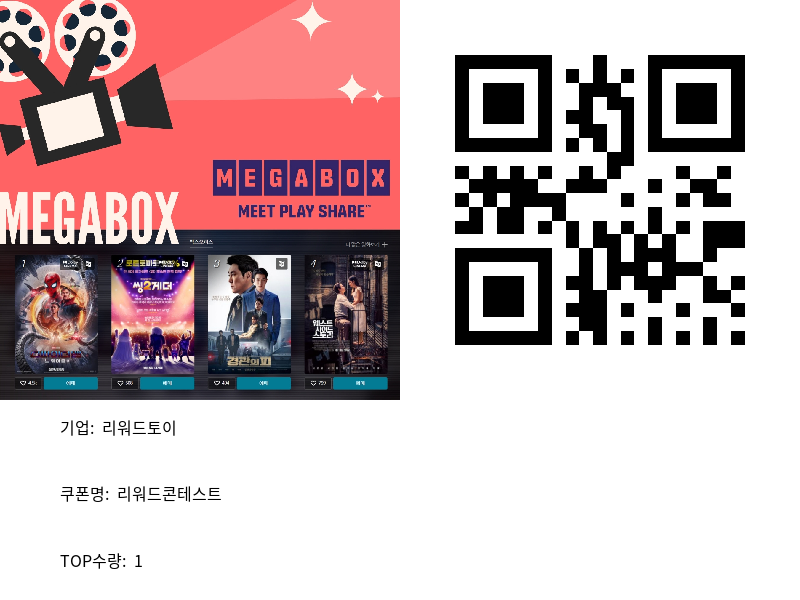 MEGABOX
MEGABOX
MEET PLAY SHARE
박스오피스
1
2
3
4
씽2게더
경관의 피
웨스트
사이드
스토리
예매
예매
예매
예매
기업: 리워드토이
쿠폰명: 리워드콘테스트
TOP수량: 1